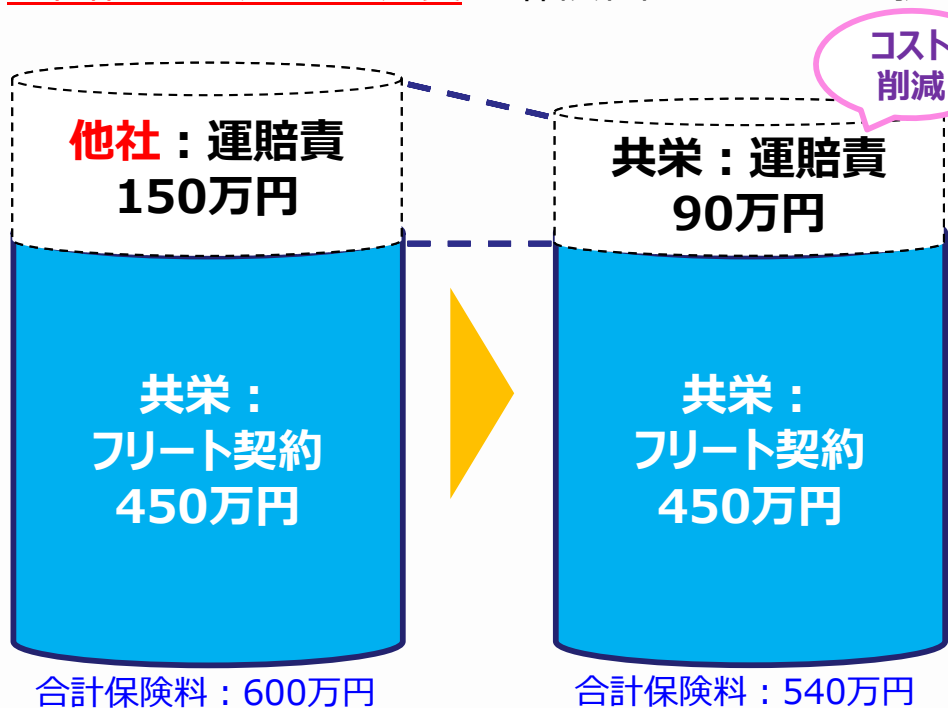 コスト
削減
他社：運賠責
150万円
共栄：運賠責
90万円
共栄：
フリート契約
450万円
共栄：
フリート契約
450万円
合計保険料：600万円
合計保険料：540万円